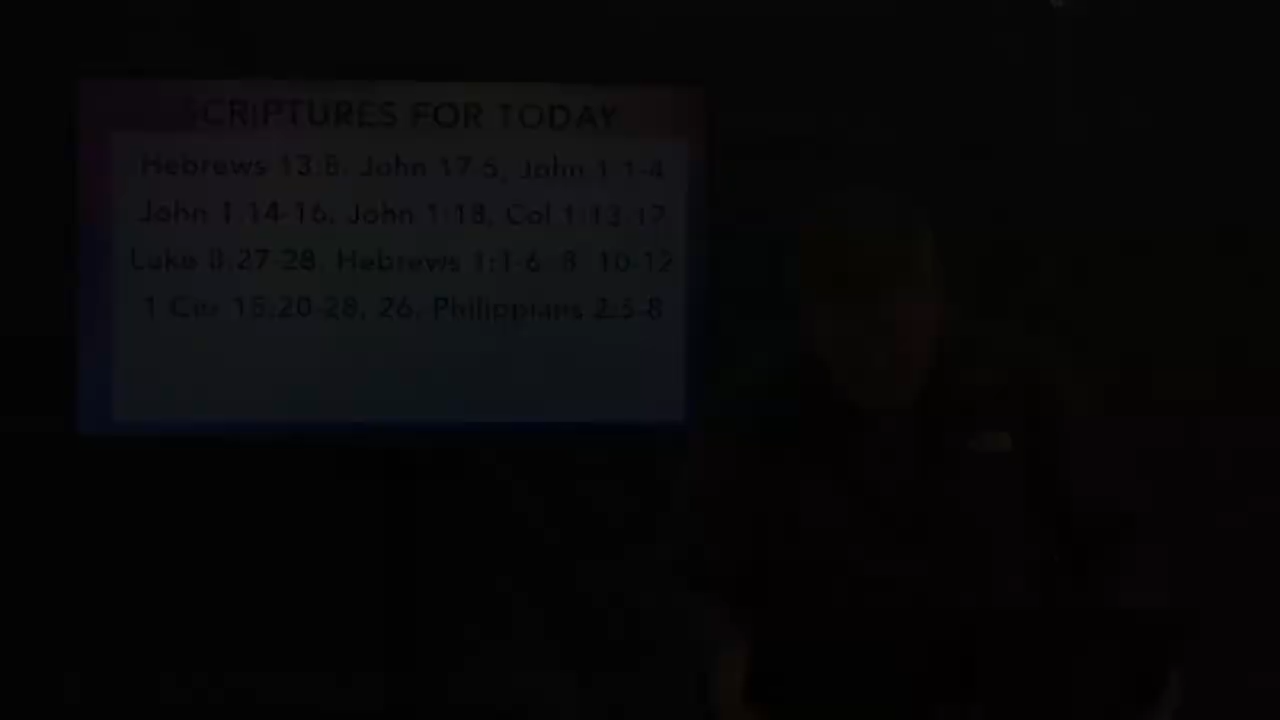 SCRIPTURES FOR TODAY
Hebrews 13:8, John 17:5, John 1:1-4
John 1:14-16, John 1:18, Col 1:13-17
Luke 27-28, Hebrews 1:1-6, 8, 10-12
1 Cor 15:20-28, 26, Philippians 2:5-8